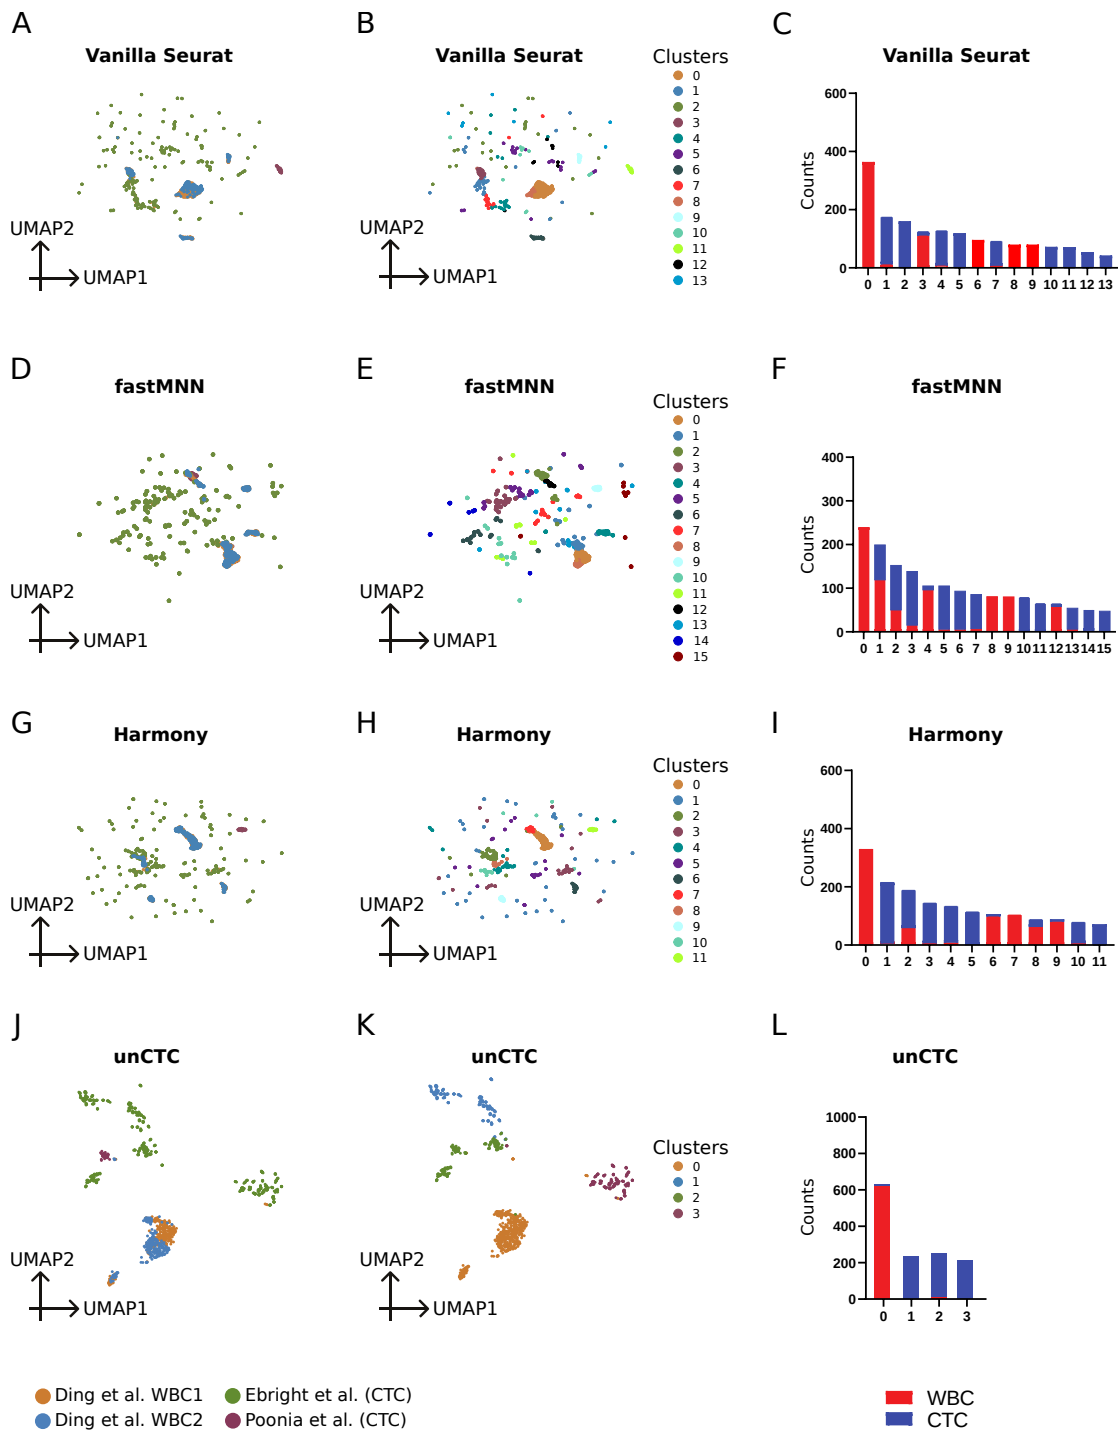 A
B
C
Vanilla Seurat
Vanilla Seurat
Vanilla Seurat
Clusters
0
1
2
3
4
5
6
7
8
9
10
11
12
13
UMAP2
UMAP1
UMAP2
UMAP1
Counts
600
400
200
0
0 1 2 3 4 5 6 7 8 9 10 11 12 13
D
E
F
fastMNN
fastMNN
fastMNN
Clusters
0
1
2
3
4
5
6
7
8
9
10
11
12
13
14
15
UMAP2
UMAP1
UMAP2
UMAP1
Counts
400
300
200
100
0
0 1 2 3 4 5 6 7 8 9 10 11 12 13 14 15
G
H
I
Harmony
Harmony
Harmony
Clusters
0
1
2
3
4
5
6
7
8
9
10
11
UMAP2
UMAP1
UMAP2
UMAP1
Counts
600
400
200
0
0 1 2 3 4 5 6 7 8 9 10 11
J
K
L
unCTC
unCTC
unCTC
Clusters
0
1
2
3
UMAP2
UMAP1
UMAP2
UMAP1
Counts
1000
800
600
400
200
0
0 1 2 3
Ding et al. WBC1
Ebright et al. (CTC)
Ding et al. WBC2
Poonia et al. (CTC)
WBC
CTC